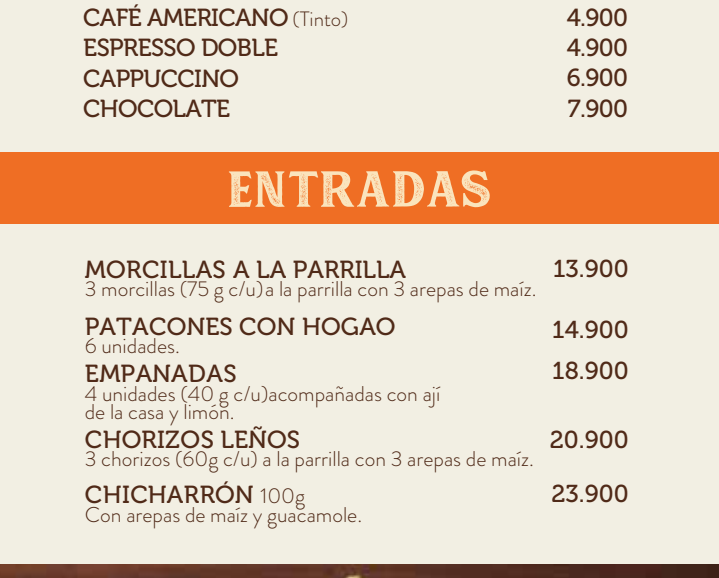 CAFÉ AMERICANO (Tinto) 4.900
ESPRESSO DOBLE 4.900
CAPPUCCINO 6.900
CHOCOLATE 7.900
ENTRADAS
MORCILLAS A LA PARRILLA 13.900
3 morcillas (75 g c/u)a la parrilla con 3 arepas de maíz.
PATACONES CON HOGAO 14.900
6 unidades.
EMPANADAS 18.900
4 unidades (40 g c/u)acompañadas con ají
de la casa y limón.
CHORIZOS LEÑOS 20.900
3 chorizos (60g c/u) a la parrilla con 3 arepas de maíz.
CHICHARRÓN 100g 23.900
Con arepas de maíz y guacamole.